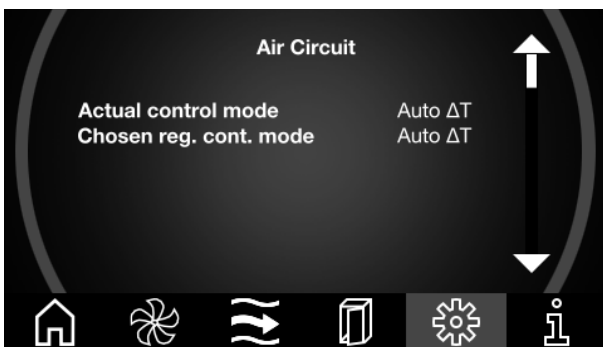 Air Circuit
Actual control mode Auto ΔT
Chosen reg. cont. mode Auto ΔT